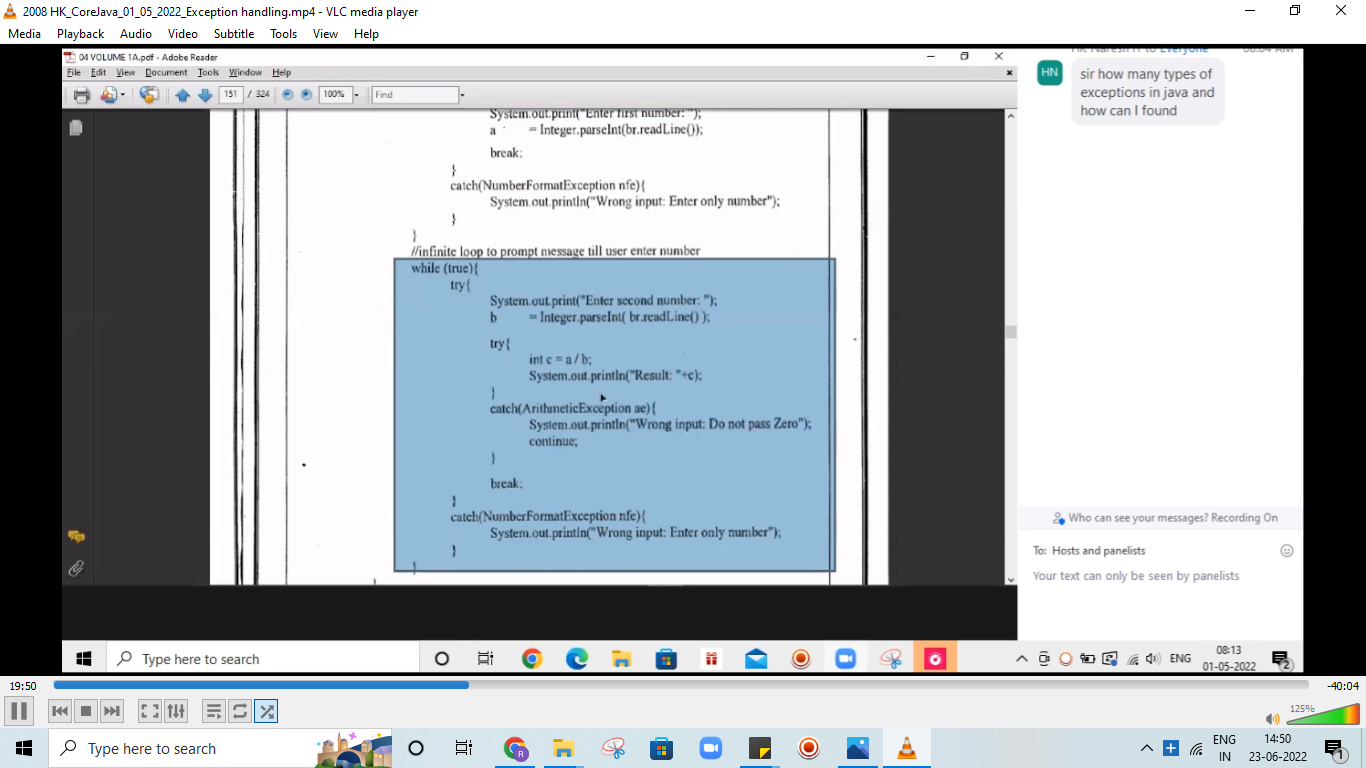 2008 HK_CoreJava_01_05_2022_Exception handling.mp4 - VLC media player
Media Playback Audio Video Subtitle Tools View Help
04 VOLUME 1A.pdf - Adobe Reader
File Edit View Document Tools Window Help
151 / 324 100% Find
System.out.print("Enter first number: ");
a = Integer.parseInt(br.readLine());
break;
}
catch(NumberFormatException nfe){
System.out.println("Wrong input: Enter only number");
}
}
//infinite loop to prompt message till user enter number
while (true){
try{
System.out.print("Enter second number: ");
b = Integer.parseInt( br.readLine() );
try{
int c = a / b;
System.out.println("Result: "+c);
}
catch(ArithmeticException ae){
System.out.println("Wrong input: Do not pass Zero");
continue;
}
break;
}
catch(NumberFormatException nfe){
System.out.println("Wrong input: Enter only number");
}
}
HK Naresh IT to Everyone 08:04 AM
HN
sir how many types of
exceptions in java and
how can I found
Who can see your messages? Recording On
To: Hosts and panelists
Your text can only be seen by panelists
Type here to search
ENG
08:13
01-05-2022
2
19:50
-40:04
125%
Type here to search
R
ENG
IN
14:50
23-06-2022
1